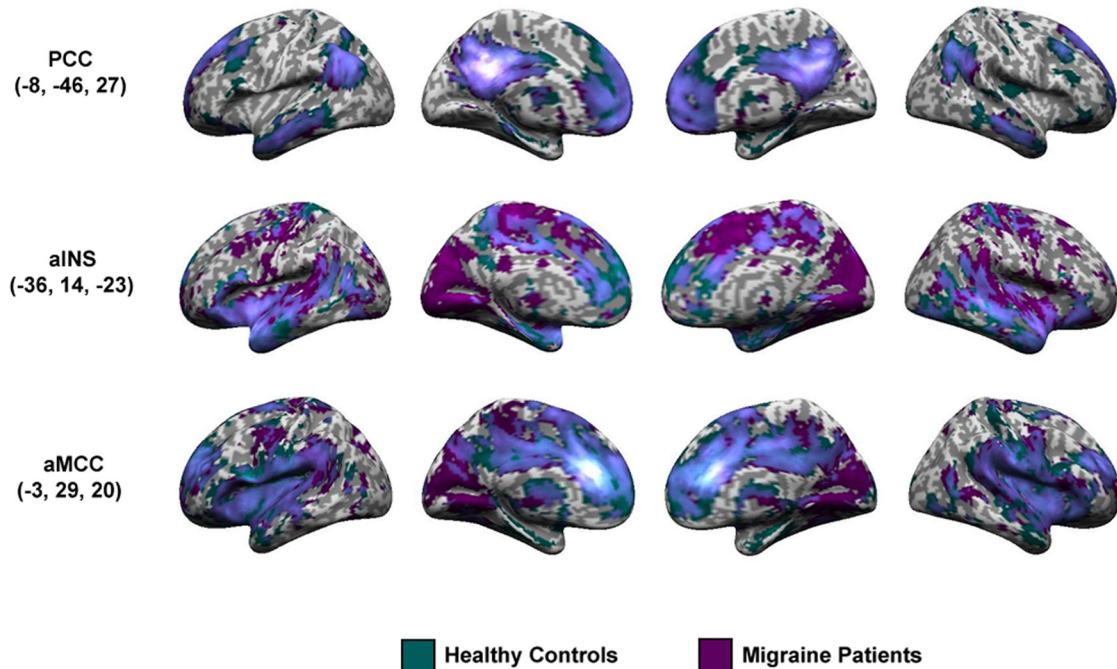 PCC
(-8, -46, 27)
aINS
(-36, 14, -23)
aMCC
(-3, 29, 20)
Healthy Controls
Migraine Patients